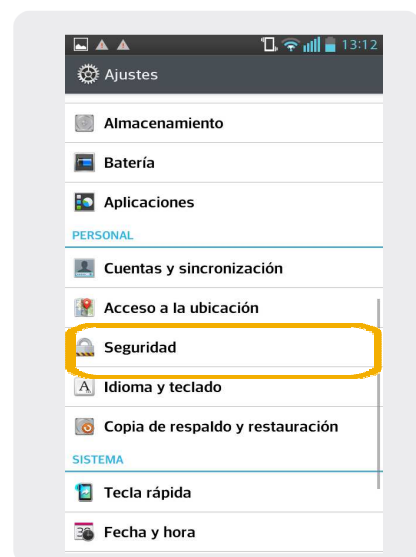 13:12
Ajustes
Almacenamiento
Batería
Aplicaciones
PERSONAL
Cuentas y sincronización
Acceso a la ubicación
Seguridad
A Idioma y teclado
Copia de respaldo y restauración
SISTEMA
Tecla rápida
Fecha y hora